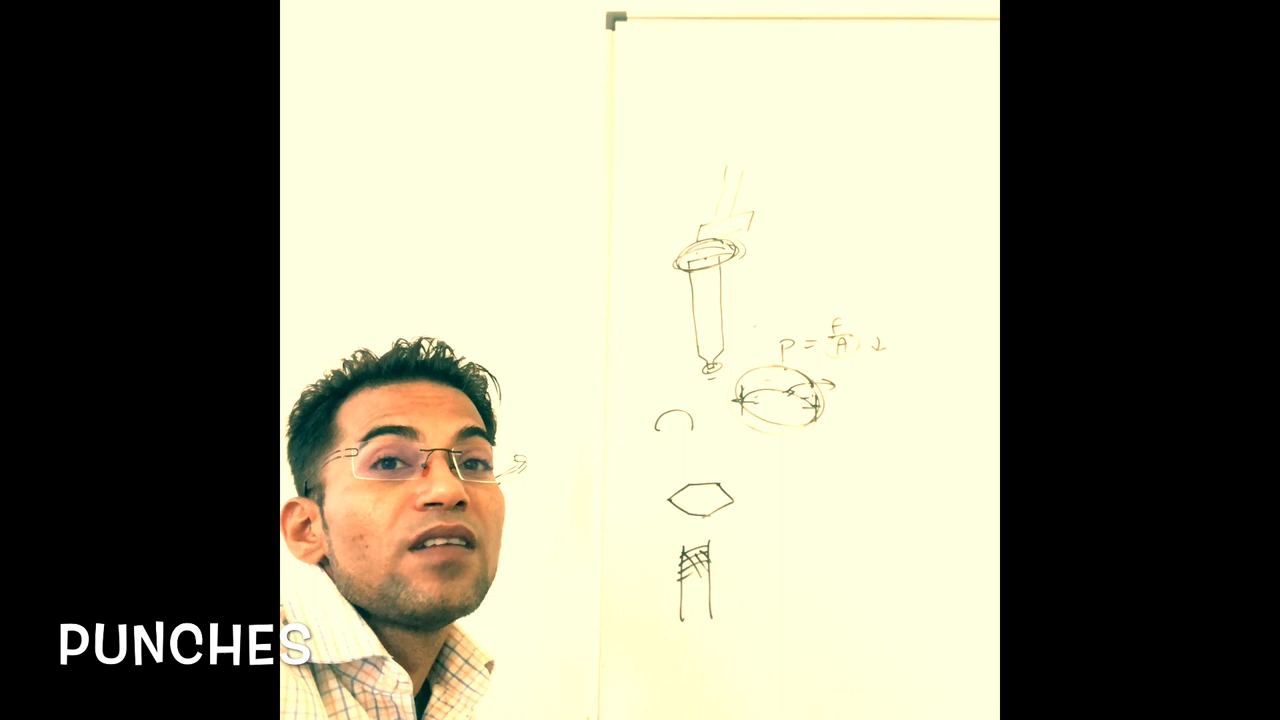 P = F/A ↓
PUNCHES